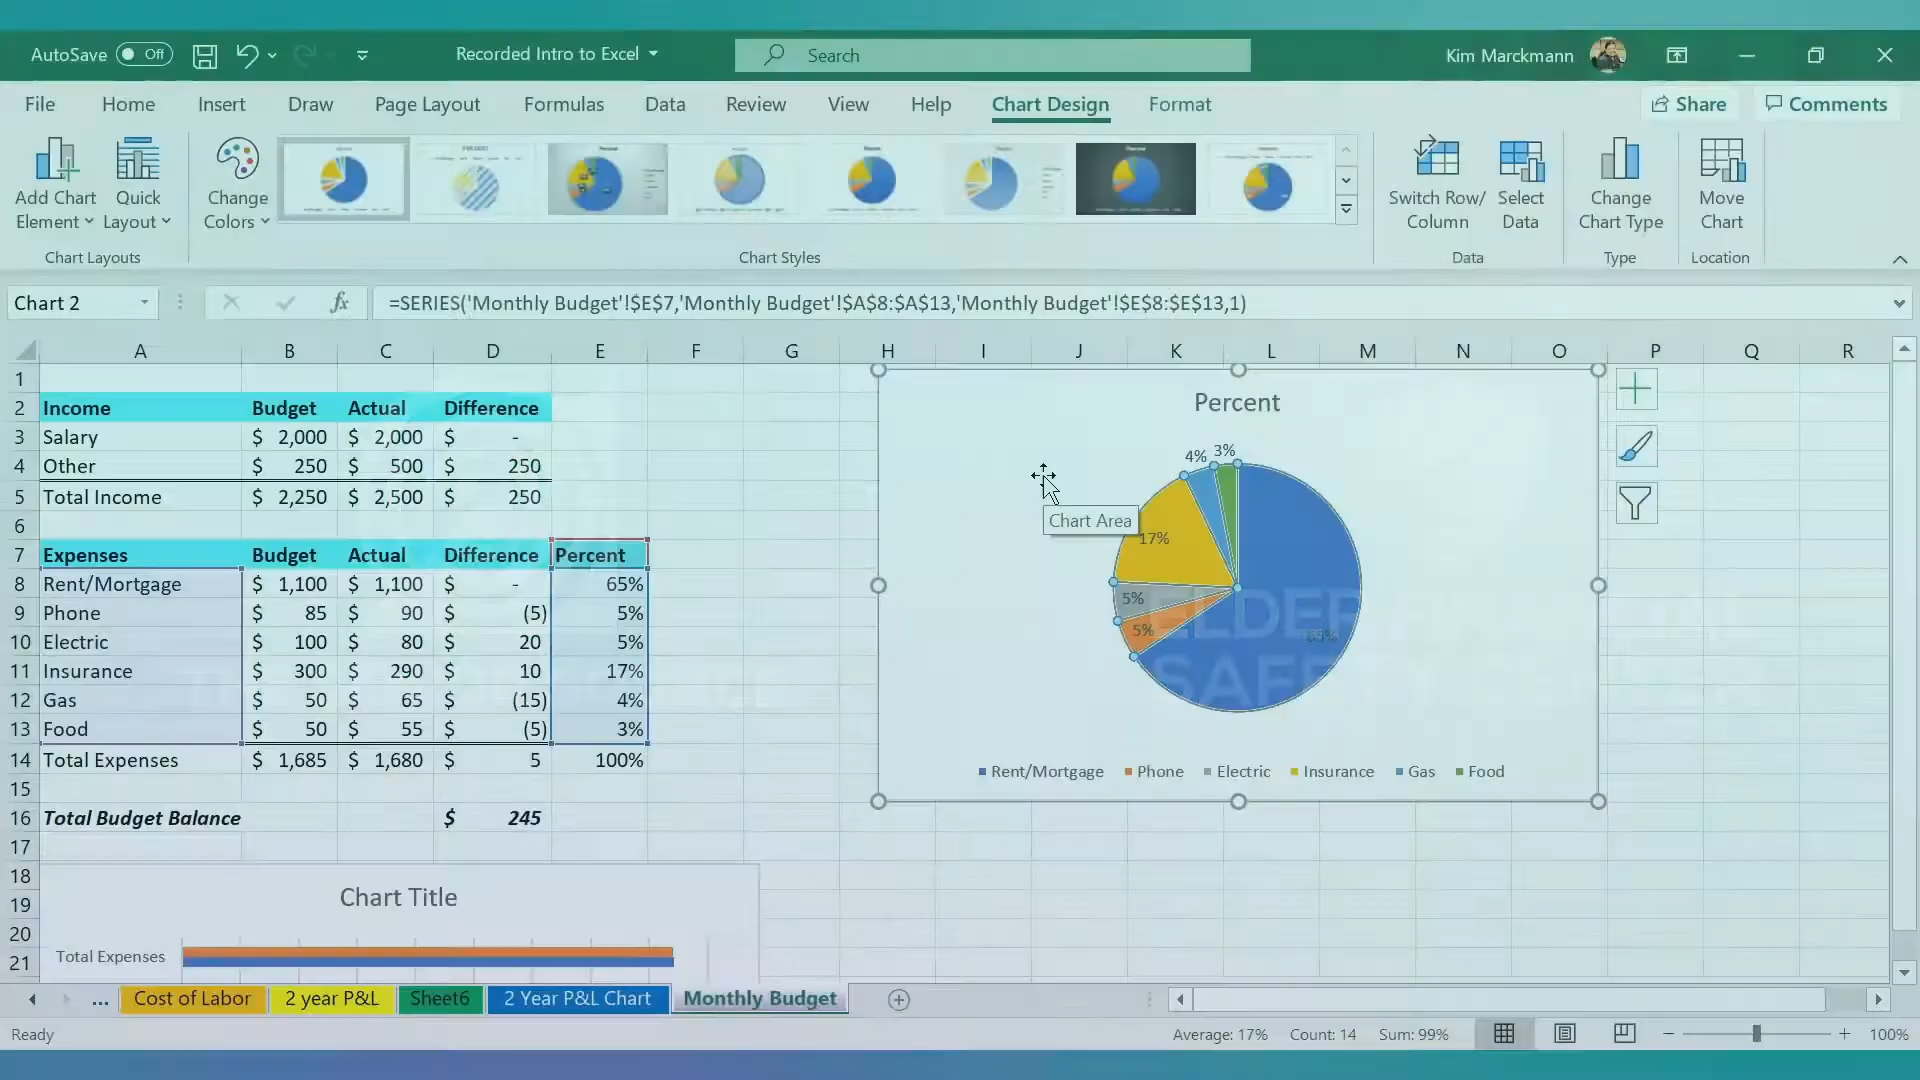 AutoSave Off Recorded Intro to Excel Search Kim Marckmann
File Home Insert Draw Page Layout Formulas Data Review View Help Chart Design Format Share Comments
Add Chart Element Quick Layout Change Colors Switch Row/ Column Select Data Change Chart Type Move Chart
Chart Layouts Chart Styles Data Type Location
Chart 2 fx =SERIES('Monthly Budget'!$E$7,'Monthly Budget'!$A$8:$A$13,'Monthly Budget'!$E$8:$E$13,1)
A B C D E F G H I J K L M N O P Q R
1
2 Income Budget Actual Difference
3 Salary $ 2,000 $ 2,000 $ -
4 Other $ 250 $ 500 $ 250
5 Total Income $ 2,250 $ 2,500 $ 250
6
7 Expenses Budget Actual Difference Percent
8 Rent/Mortgage $ 1,100 $ 1,100 $ - 65%
9 Phone $ 85 $ 90 $ (5) 5%
10 Electric $ 100 $ 80 $ 20 5%
11 Insurance $ 300 $ 290 $ 10 17%
12 Gas $ 50 $ 65 $ (15) 4%
13 Food $ 50 $ 55 $ (5) 3%
14 Total Expenses $ 1,685 $ 1,680 $ 5 100%
15
16 Total Budget Balance $ 245
17
18
19
20
21
Percent
4% 3%
Chart Area
17%
5%
5%
65%
Rent/Mortgage Phone Electric Insurance Gas Food
Chart Title
Total Expenses
... Cost of Labor 2 year P&L Sheet6 2 Year P&L Chart Monthly Budget
Ready Average: 17% Count: 14 Sum: 99% 100%